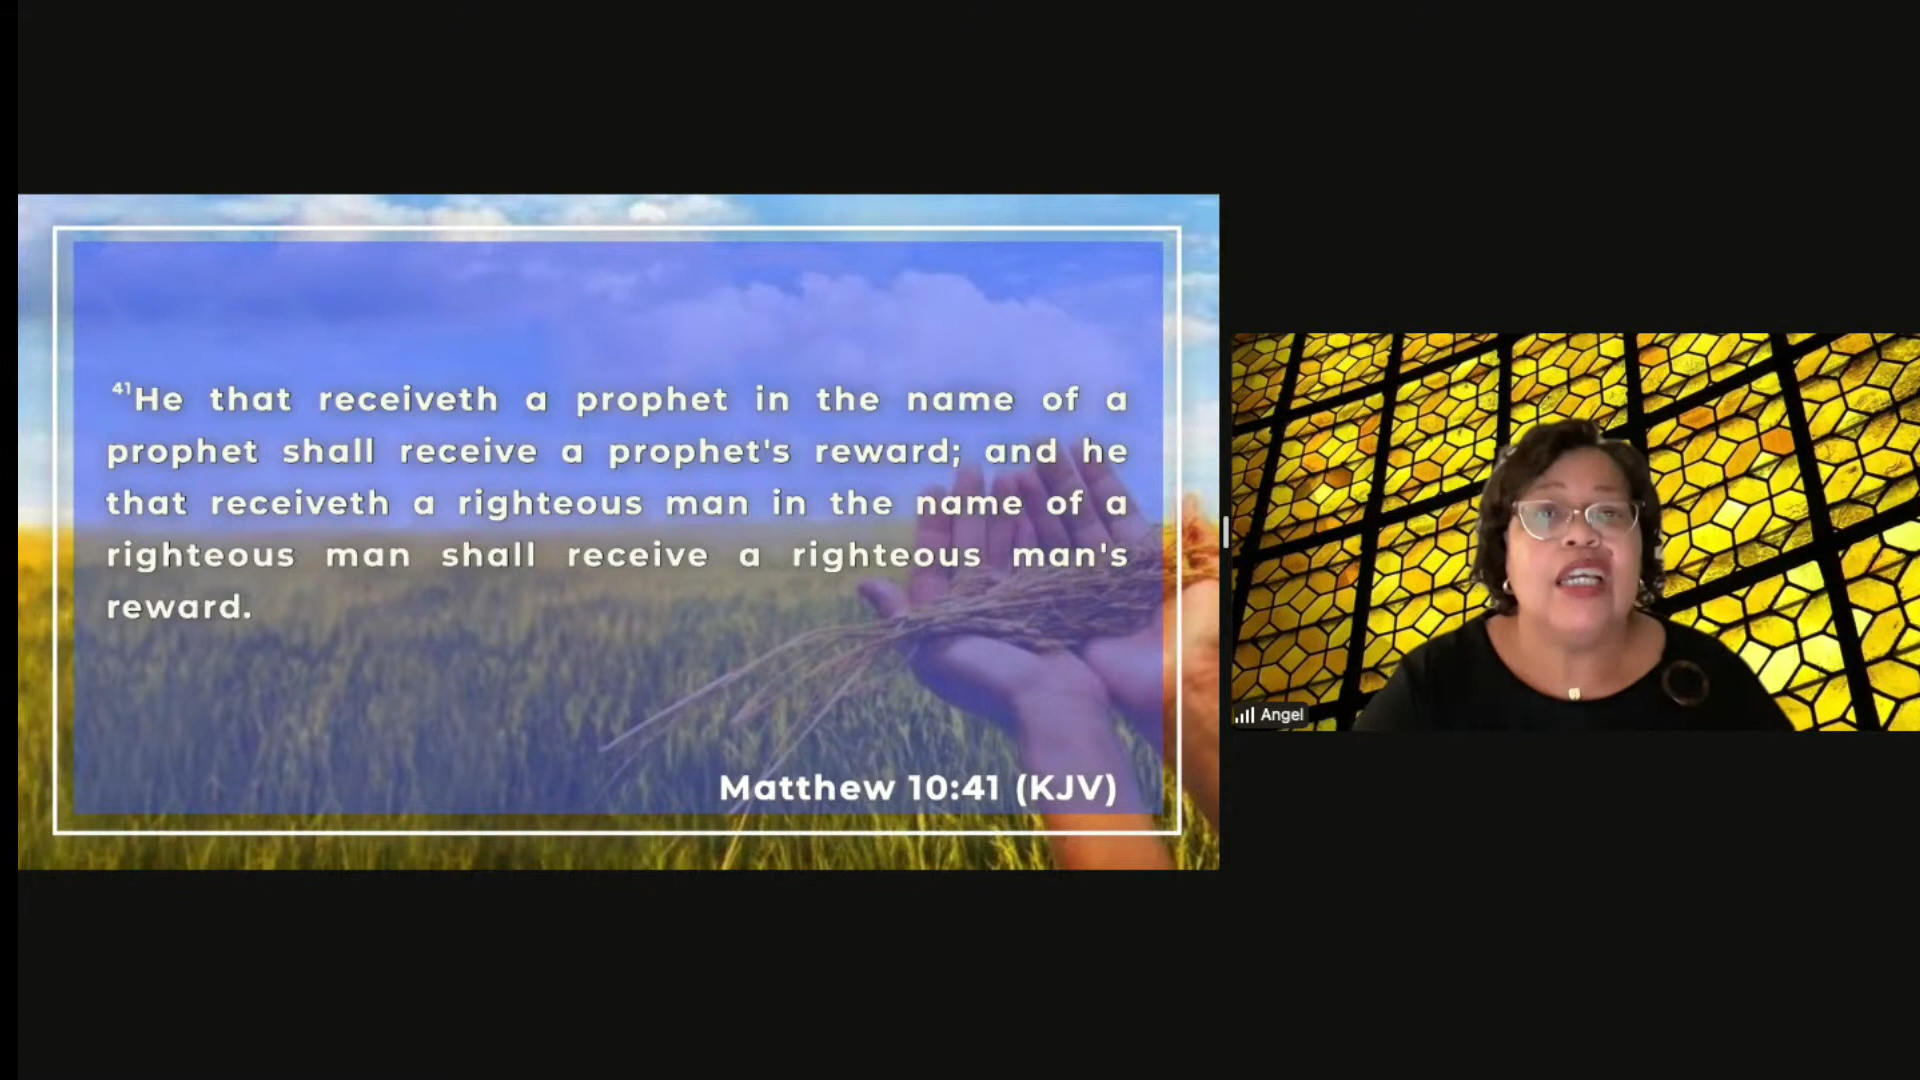 ⁴¹He that receiveth a prophet in the name of a
prophet shall receive a prophet's reward; and he
that receiveth a righteous man in the name of a
righteous man shall receive a righteous man's
reward.
Matthew 10:41 (KJV)
Angel